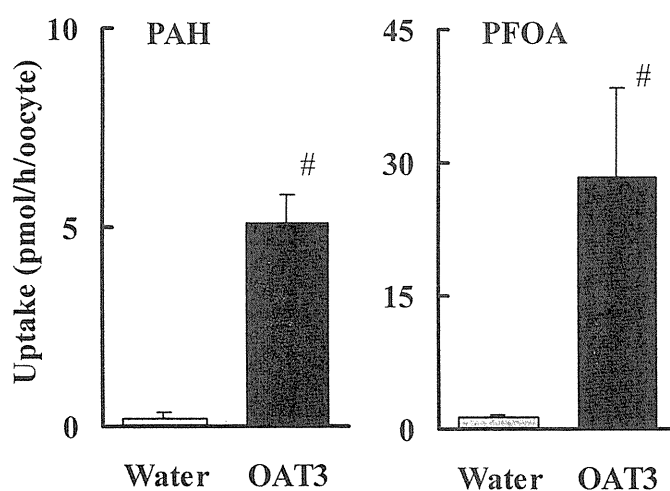 PAH
PFOA
Uptake (pmol/h/oocyte)
10
5
0
#
Water OAT3
45
30
15
0
#
Water OAT3